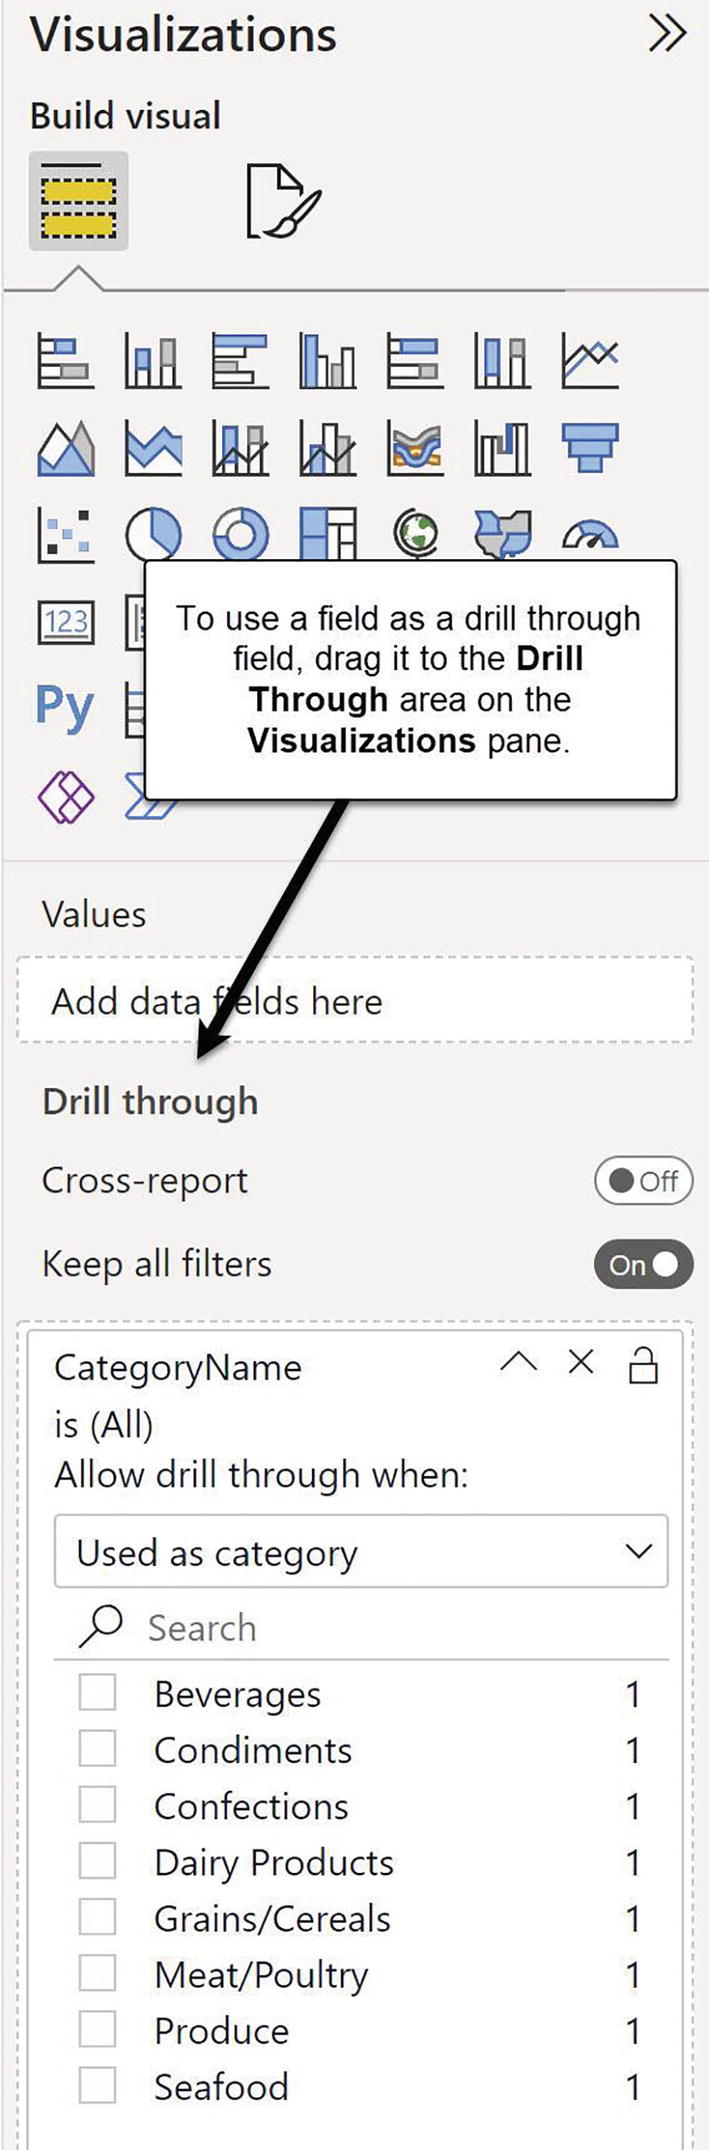 Visualizations
Build visual
123
To use a field as a drill through
field, drag it to the Drill
Through area on the
Visualizations pane.
Py
Values
Add data fields here
Drill through
Cross-report
Off
Keep all filters
On
CategoryName
is (All)
Allow drill through when:
Used as category
Search
Beverages 1
Condiments 1
Confections 1
Dairy Products 1
Grains/Cereals 1
Meat/Poultry 1
Produce 1
Seafood 1